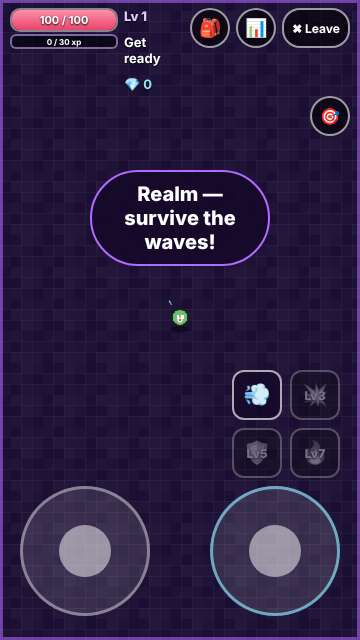 100 / 100
Lv 1
0 / 30 xp
Get
ready
0
✖ Leave
Realm —
survive the
waves!
Lv3
Lv5
Lv7